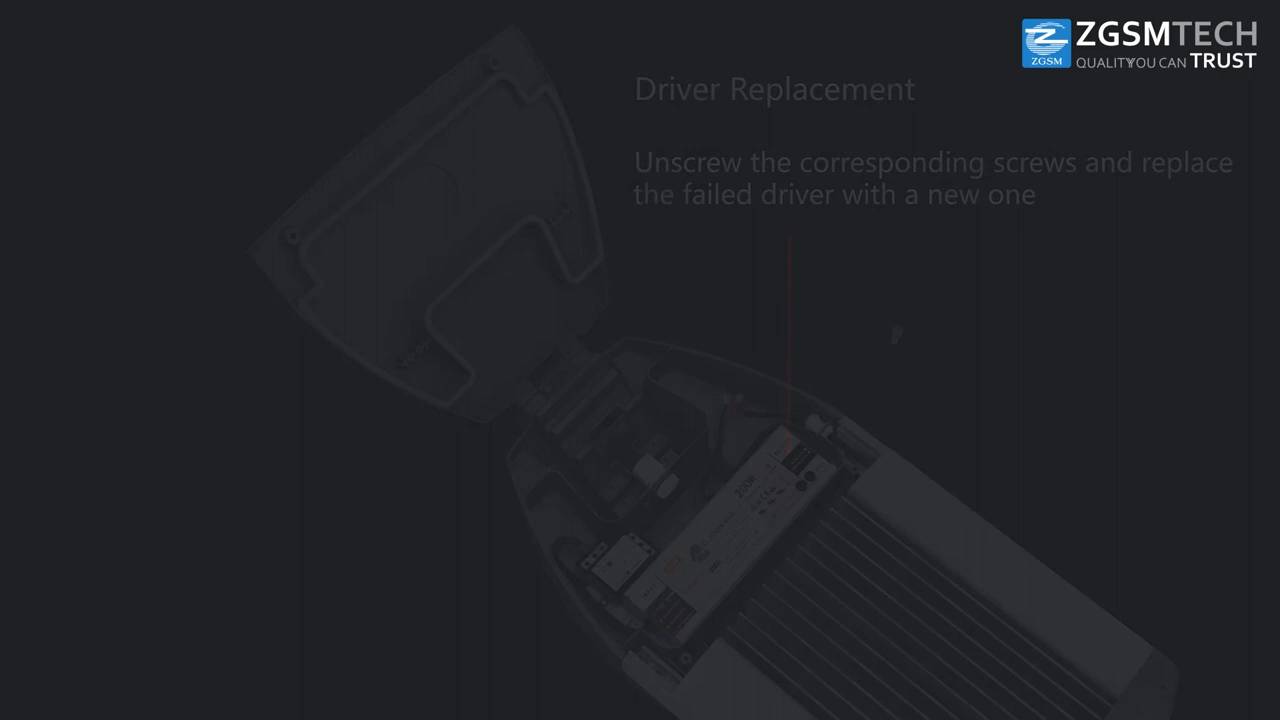 ZGSMTECH
ZGSM
QUALITY YOU CAN TRUST
Driver Replacement
Unscrew the corresponding screws and replace
the failed driver with a new one
200W